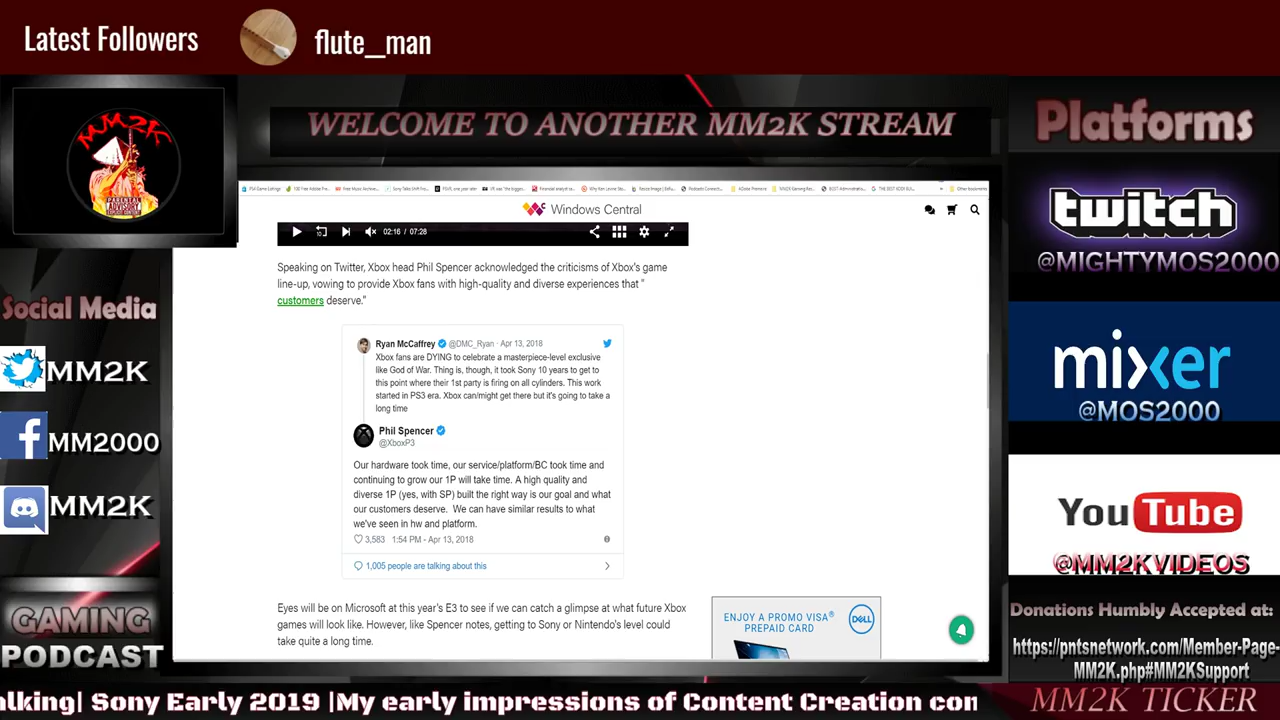 Latest Followers
flute__man
MM2K
PARENTAL
ADVISORY
EXPLICIT CONTENT
WELCOME TO ANOTHER MM2K STREAM
Windows Central
02:16 / 07:28
Speaking on Twitter, Xbox head Phil Spencer acknowledged the criticisms of Xbox's game
line-up, vowing to provide Xbox fans with high-quality and diverse experiences that "
customers deserve."
Ryan McCaffrey @DMC_Ryan · Apr 13, 2018
Xbox fans are DYING to celebrate a masterpiece-level exclusive
like God of War. Thing is, though, it took Sony 10 years to get to
this point where their 1st party is firing on all cylinders. This work
started in PS3 era. Xbox can/might get there but it's going to take a
long time
Phil Spencer
@XboxP3
Our hardware took time, our service/platform/BC took time and
continuing to grow our 1P will take time. A high quality and
diverse 1P (yes, with SP) built the right way is our goal and what
our customers deserve. We can have similar results to what
we've seen in hw and platform.
3,583 1:54 PM - Apr 13, 2018
1,005 people are talking about this
Eyes will be on Microsoft at this year's E3 to see if we can catch a glimpse at what future Xbox
games will look like. However, like Spencer notes, getting to Sony or Nintendo's level could
take quite a long time.
ENJOY A PROMO VISA®
PREPAID CARD
DELL
Social Media
MM2K
MM2000
MM2K
GAMING
PODCAST
Platforms
twitch
@MIGHTYMOS2000
mixer
@MOS2000
YouTube
@MM2KVIDEOS
Donations Humbly Accepted at:
https://pntsnetwork.com/Member-Page-
MM2K.php#MM2KSupport
alking| Sony Early 2019 |My early impressions of Content Creation con
MM2K TICKER